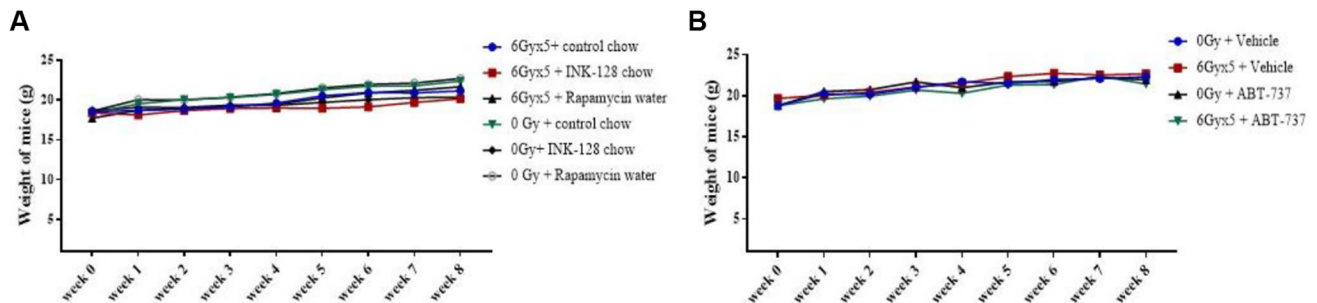 A
Weight of mice (g)
25
20
15
10
5
week 0
week 1
week 2
week 3
week 4
week 5
week 6
week 7
week 8
6Gyx5+ control chow
6Gyx5 + INK-128 chow
6Gyx5 + Rapamycin water
0 Gy + control chow
0Gy+ INK-128 chow
0 Gy + Rapamycin water
B
Weight of mice (g)
25
20
15
10
5
week 0
week 1
week 2
week 3
week 4
week 5
week 6
week 7
week 8
0Gy + Vehicle
6Gyx5 + Vehicle
0Gy + ABT-737
6Gyx5 + ABT-737